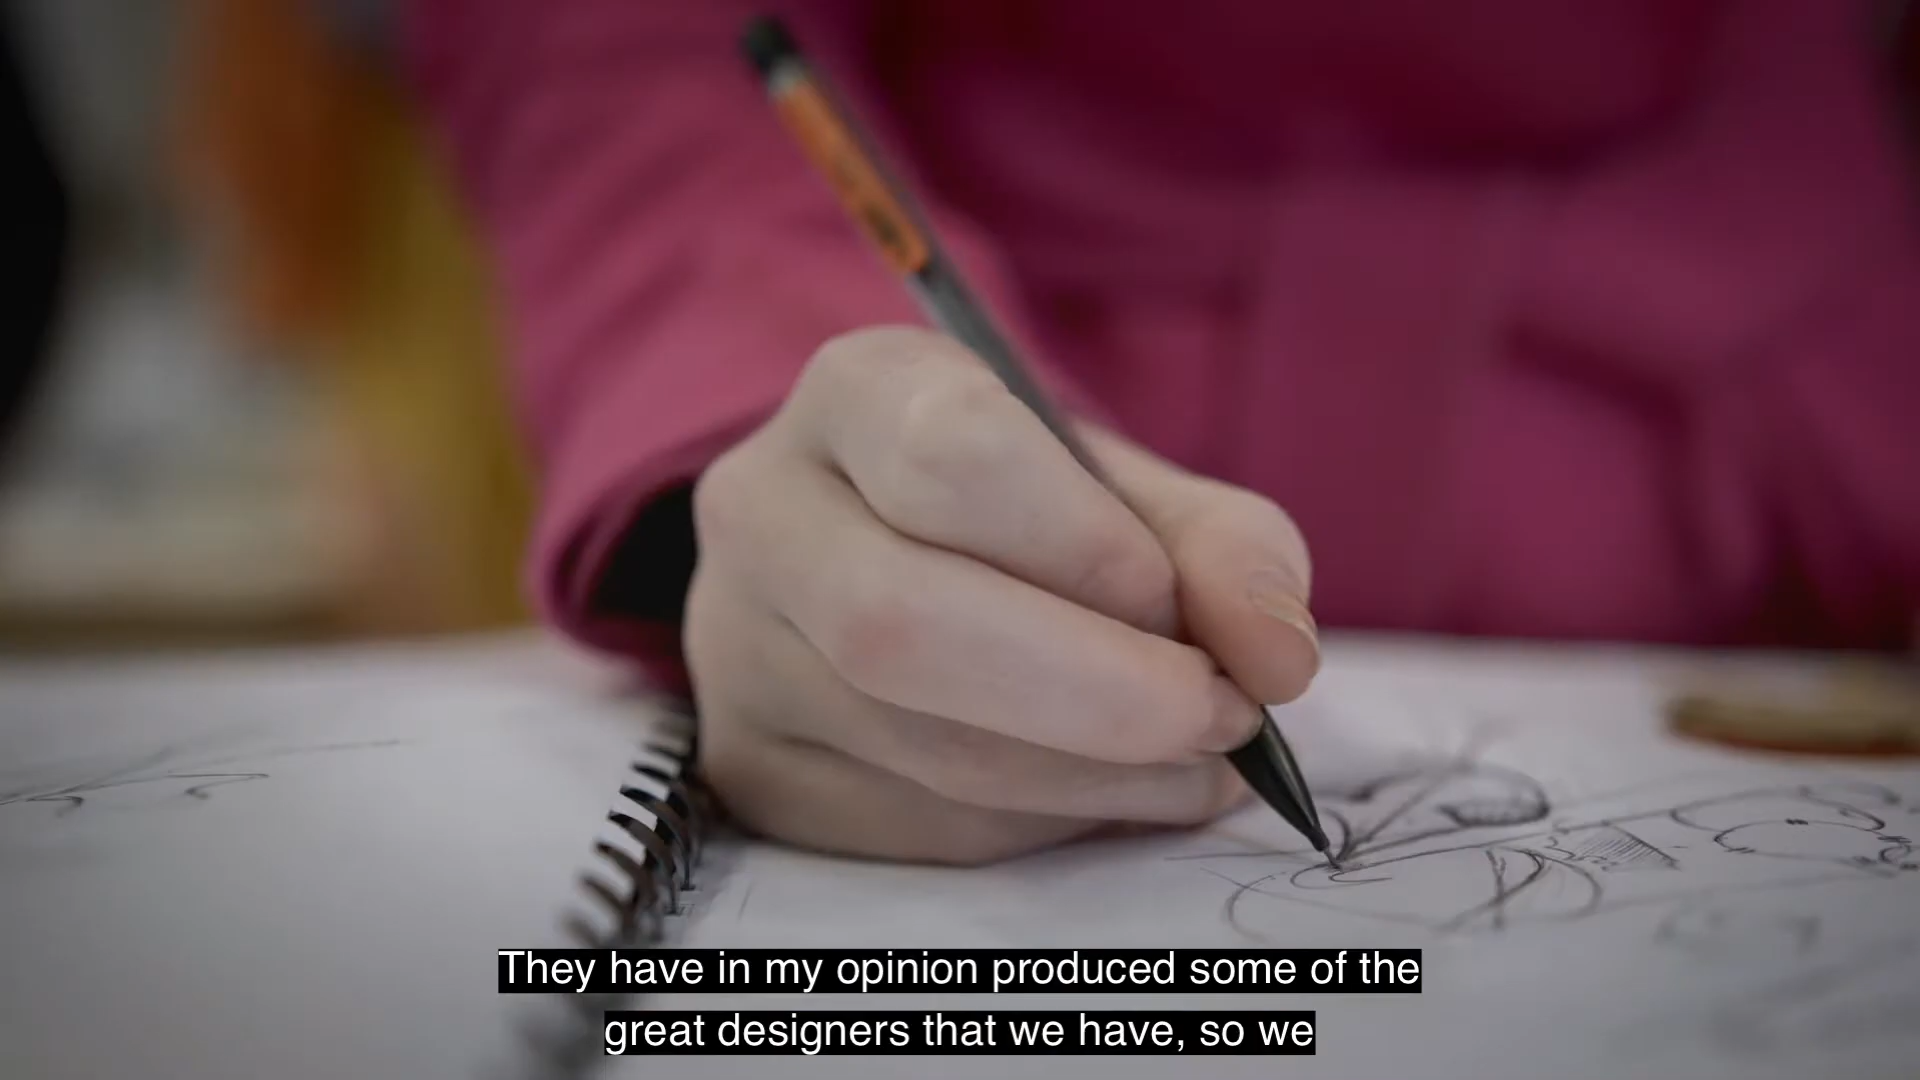 They have in my opinion produced some of the
great designers that we have, so we